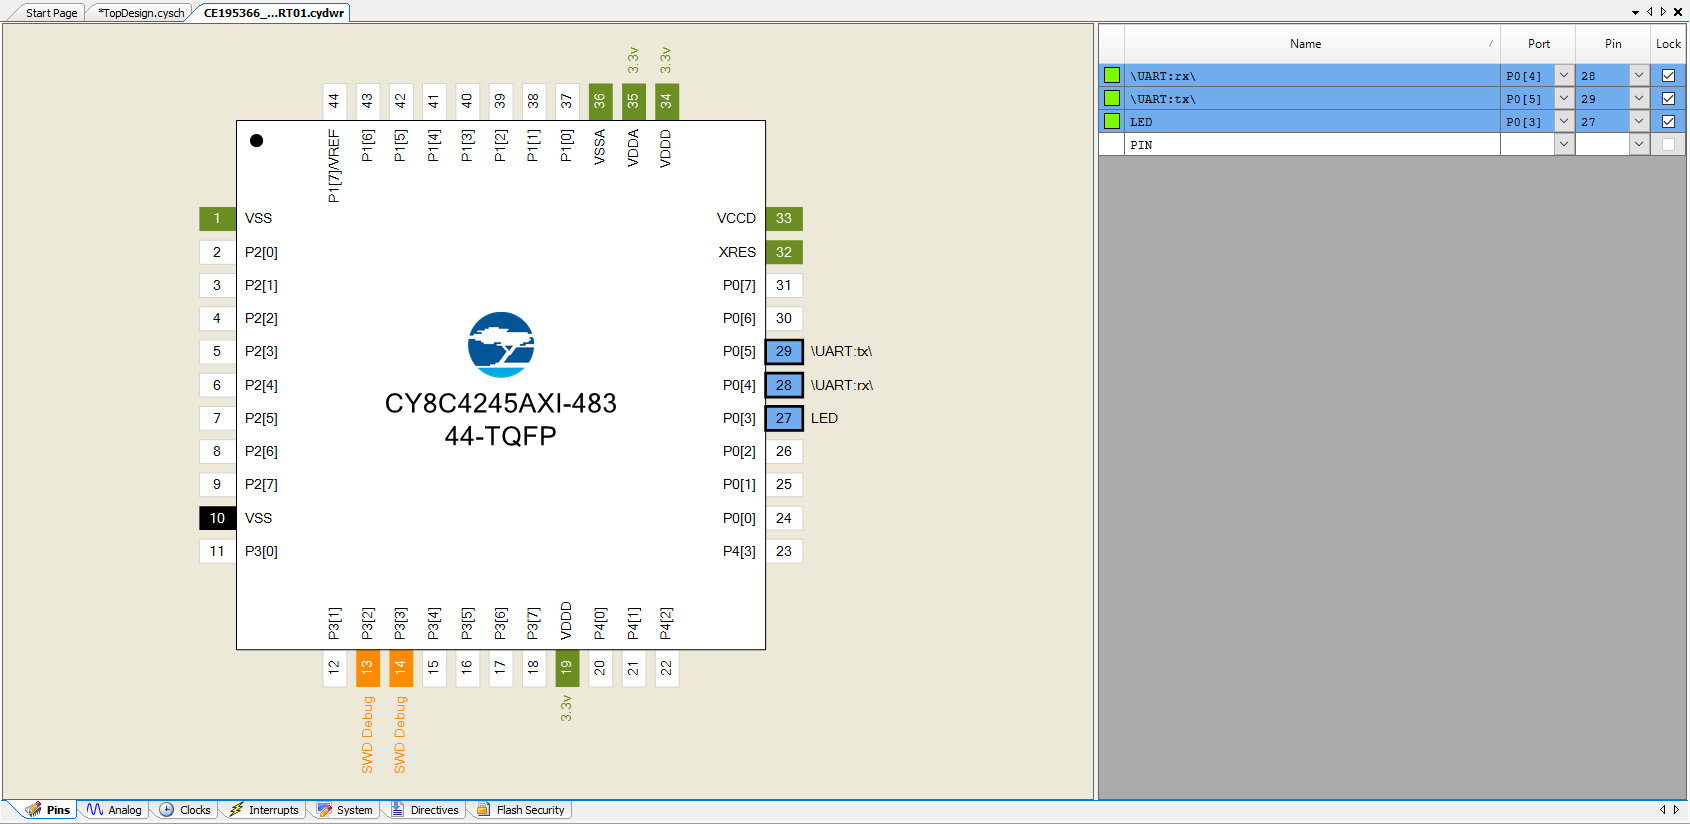 Start Page
*TopDesign.cysch
CE195366_...RT01.cydwr
3.3v
3.3v
44 43 42 41 40 39 38 37 36 35 34
P1[7]/VREF P1[6] P1[5] P1[4] P1[3] P1[2] P1[1] P1[0] VSSA VDDA VDDD
1 VSS
2 P2[0]
3 P2[1]
4 P2[2]
5 P2[3]
6 P2[4]
7 P2[5]
8 P2[6]
9 P2[7]
10 VSS
11 P3[0]
CY8C4245AXI-483
44-TQFP
VCCD 33
XRES 32
P0[7] 31
P0[6] 30
P0[5] 29 \UART:tx\
P0[4] 28 \UART:rx\
P0[3] 27 LED
P0[2] 26
P0[1] 25
P0[0] 24
P4[3] 23
P3[1] P3[2] P3[3] P3[4] P3[5] P3[6] P3[7] VDDD P4[0] P4[1] P4[2]
12 13 14 15 16 17 18 19 20 21 22
SWD Debug
SWD Debug
3.3v
Name Port Pin Lock
\UART:rx\ P0[4] 28
\UART:tx\ P0[5] 29
LED P0[3] 27
PIN
Pins
Analog
Clocks
Interrupts
System
Directives
Flash Security